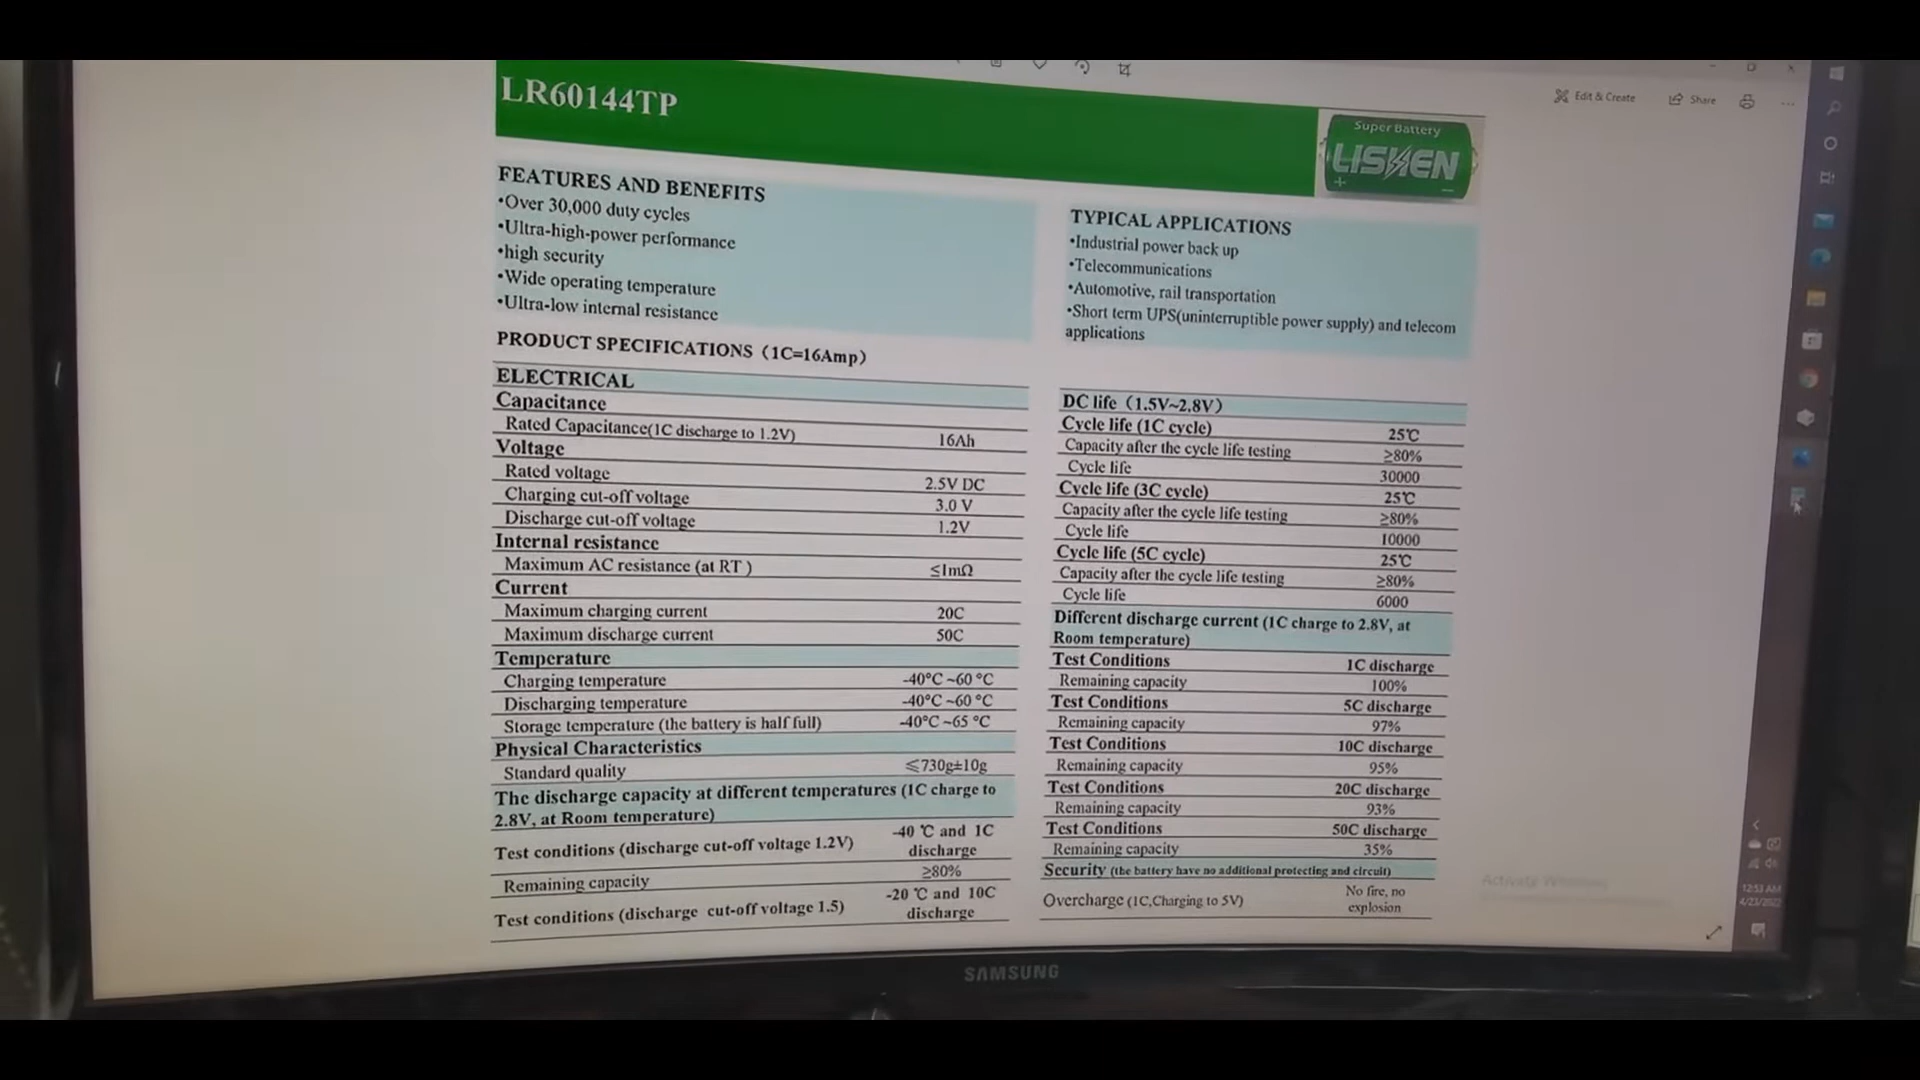 LR60144TP
Edit & Create
Share
Super Battery
LISHEN
FEATURES AND BENEFITS
•Over 30,000 duty cycles
•Ultra-high-power performance
•high security
•Wide operating temperature
•Ultra-low internal resistance
TYPICAL APPLICATIONS
•Industrial power back up
•Telecommunications
•Automotive, rail transportation
•Short term UPS(uninterruptible power supply) and telecom
applications
PRODUCT SPECIFICATIONS（1C=16Amp）
ELECTRICAL
Capacitance
Rated Capacitance(1C discharge to 1.2V) 16Ah
Voltage
Rated voltage 2.5V DC
Charging cut-off voltage 3.0 V
Discharge cut-off voltage 1.2V
Internal resistance
Maximum AC resistance (at RT ) ≤1mΩ
Current
Maximum charging current 20C
Maximum discharge current 50C
Temperature
Charging temperature -40°C ~60 °C
Discharging temperature -40°C ~60 °C
Storage temperature (the battery is half full) -40°C ~65 °C
Physical Characteristics
Standard quality ≤730g±10g
The discharge capacity at different temperatures (1C charge to
2.8V, at Room temperature)
Test conditions (discharge cut-off voltage 1.2V) -40 ℃ and 1C
discharge
Remaining capacity ≥80%
Test conditions (discharge cut-off voltage 1.5) -20 ℃ and 10C
discharge
DC life（1.5V~2.8V）
Cycle life (1C cycle) 25℃
Capacity after the cycle life testing ≥80%
Cycle life 30000
Cycle life (3C cycle) 25℃
Capacity after the cycle life testing ≥80%
Cycle life 10000
Cycle life (5C cycle) 25℃
Capacity after the cycle life testing ≥80%
Cycle life 6000
Different discharge current (1C charge to 2.8V, at
Room temperature)
Test Conditions 1C discharge
Remaining capacity 100%
Test Conditions 5C discharge
Remaining capacity 97%
Test Conditions 10C discharge
Remaining capacity 95%
Test Conditions 20C discharge
Remaining capacity 93%
Test Conditions 50C discharge
Remaining capacity 35%
Security (the battery have no additional protecting and circuit)
Overcharge (1C,Charging to 5V) No fire, no
explosion
Activate Windows
12:53 AM
4/23/2022
SAMSUNG